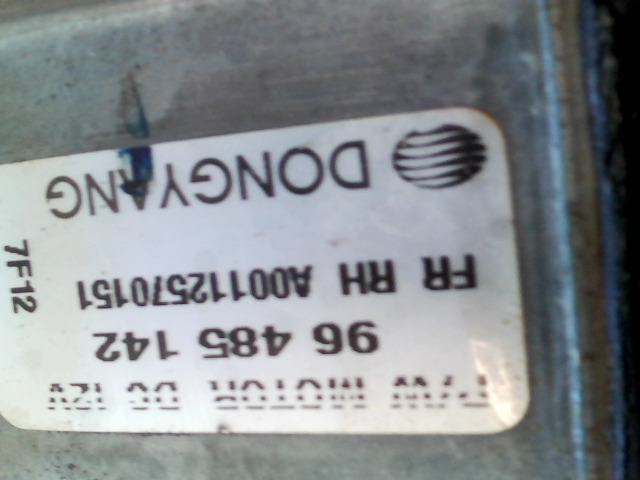 P/W MOTOR DC 12V
96 485 142
FR RH A00112570151
DONGYANG
7F12